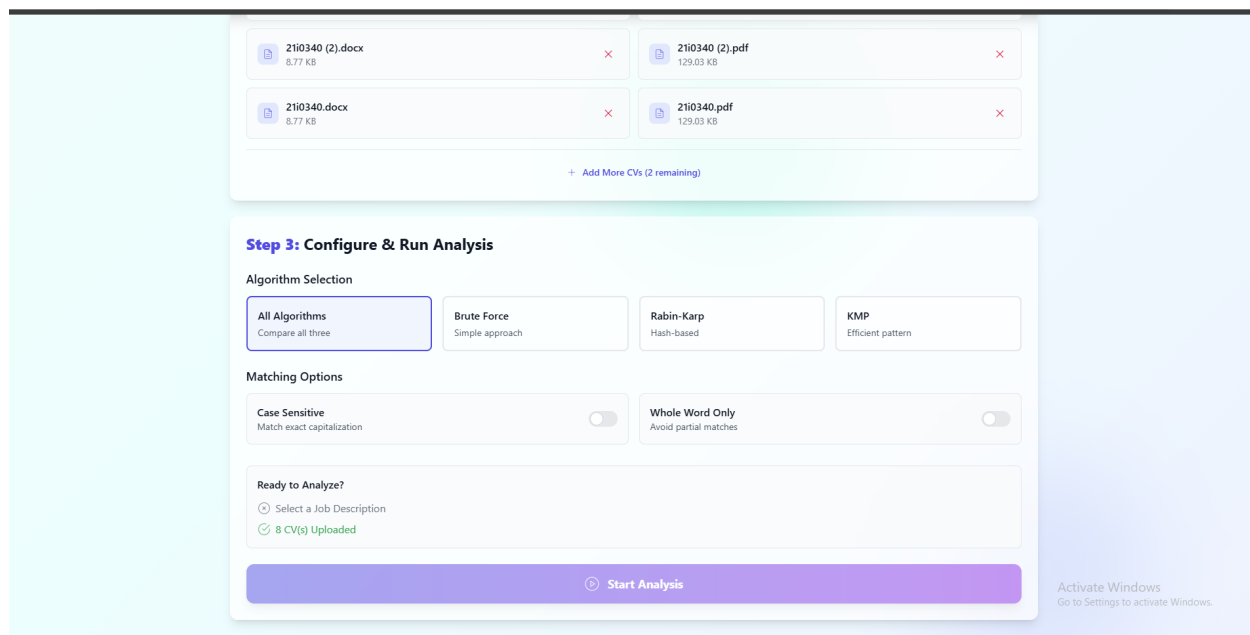 21i0340 (2).docx
8.77 KB
21i0340 (2).pdf
129.03 KB
21i0340.docx
8.77 KB
21i0340.pdf
129.03 KB
+ Add More CVs (2 remaining)
Step 3: Configure & Run Analysis
Algorithm Selection
All Algorithms
Compare all three
Brute Force
Simple approach
Rabin-Karp
Hash-based
KMP
Efficient pattern
Matching Options
Case Sensitive
Match exact capitalization
Whole Word Only
Avoid partial matches
Ready to Analyze?
Select a Job Description
8 CV(s) Uploaded
Start Analysis
Activate Windows
Go to Settings to activate Windows.